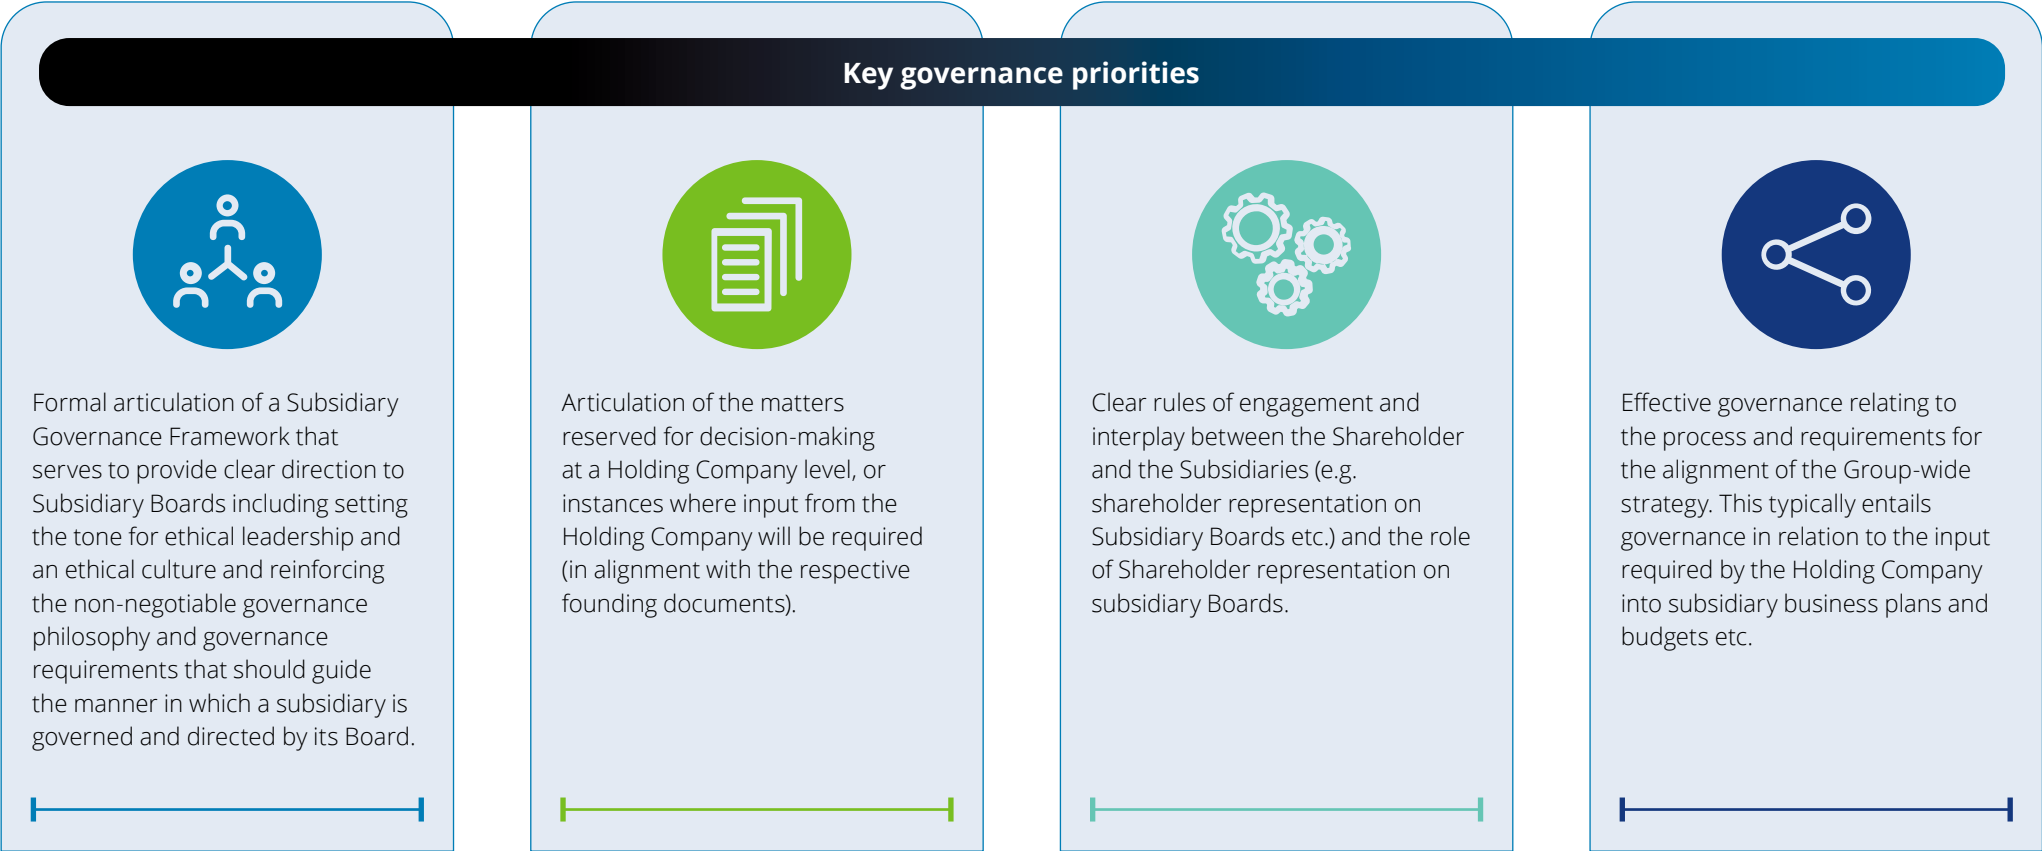 Key governance priorities
Formal articulation of a Subsidiary
Governance Framework that
serves to provide clear direction to
Subsidiary Boards including setting
the tone for ethical leadership and
an ethical culture and reinforcing
the non-negotiable governance
philosophy and governance
requirements that should guide
the manner in which a subsidiary is
governed and directed by its Board.
Articulation of the matters
reserved for decision-making
at a Holding Company level, or
instances where input from the
Holding Company will be required
(in alignment with the respective
founding documents).
Clear rules of engagement and
interplay between the Shareholder
and the Subsidiaries (e.g.
shareholder representation on
Subsidiary Boards etc.) and the role
of Shareholder representation on
subsidiary Boards.
Effective governance relating to
the process and requirements for
the alignment of the Group-wide
strategy. This typically entails
governance in relation to the input
required by the Holding Company
into subsidiary business plans and
budgets etc.